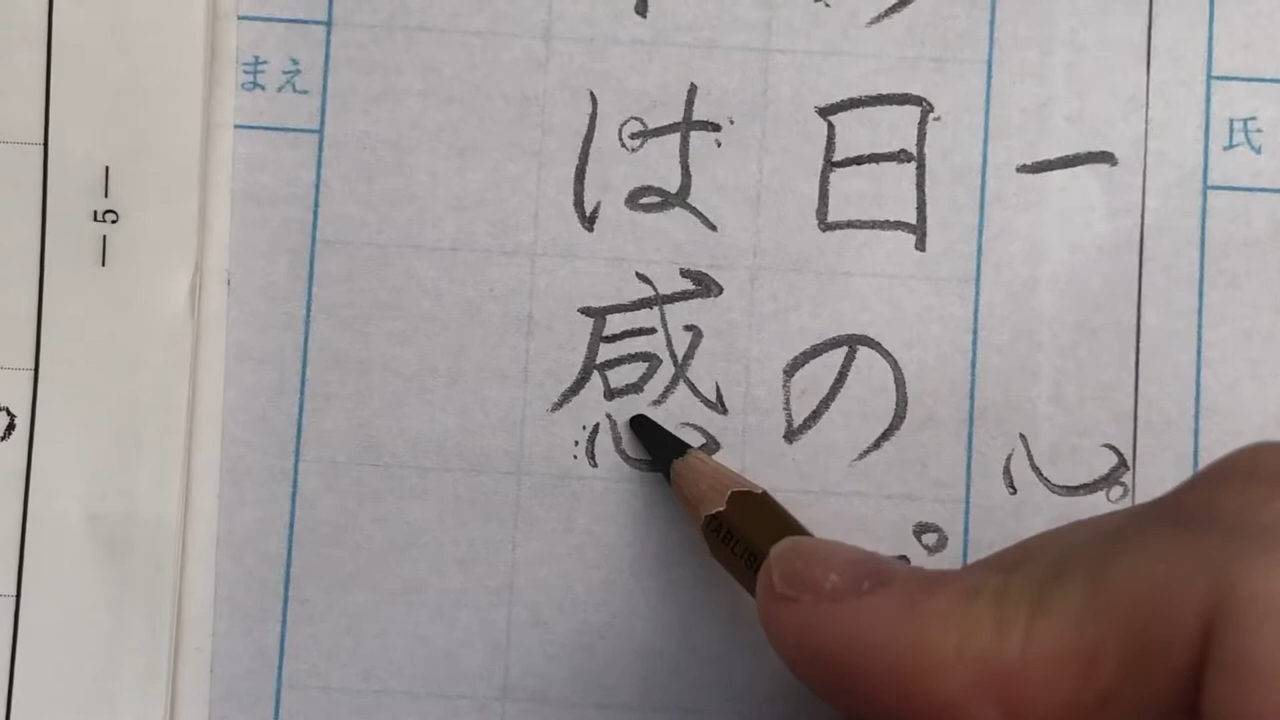 氏
一
日の
は感
まえ
— 5 —